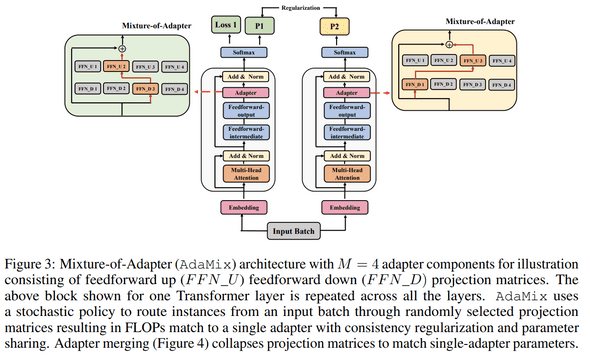 Regularization
Mixture-of-Adapter
Loss 1
P1
P2
Mixture-of-Adapter
Softmax
Softmax
FFN_U 1
FFN_U 2
FFN_U 3
FFN_U 4
FFN_D 1
FFN_D 2
FFN_D 3
FFN_D 4
Add & Norm
Adapter
Feedforward-
output
Feedforward-
intermediate
Add & Norm
Multi-Head
Attention
Embedding
Add & Norm
Adapter
Feedforward-
output
Feedforward-
intermediate
Add & Norm
Multi-Head
Attention
Embedding
FFN_U 1
FFN_U 2
FFN_U 3
FFN_U 4
FFN_D 1
FFN_D 2
FFN_D 3
FFN_D 4
Input Batch
Figure 3: Mixture-of-Adapter (AdaMix) architecture with M = 4 adapter components for illustration
consisting of feedforward up (FFN_U) feedforward down (FFN_D) projection matrices. The
above block shown for one Transformer layer is repeated across all the layers. AdaMix uses
a stochastic policy to route instances from an input batch through randomly selected projection
matrices resulting in FLOPs match to a single adapter with consistency regularization and parameter
sharing. Adapter merging (Figure 4) collapses projection matrices to match single-adapter parameters.